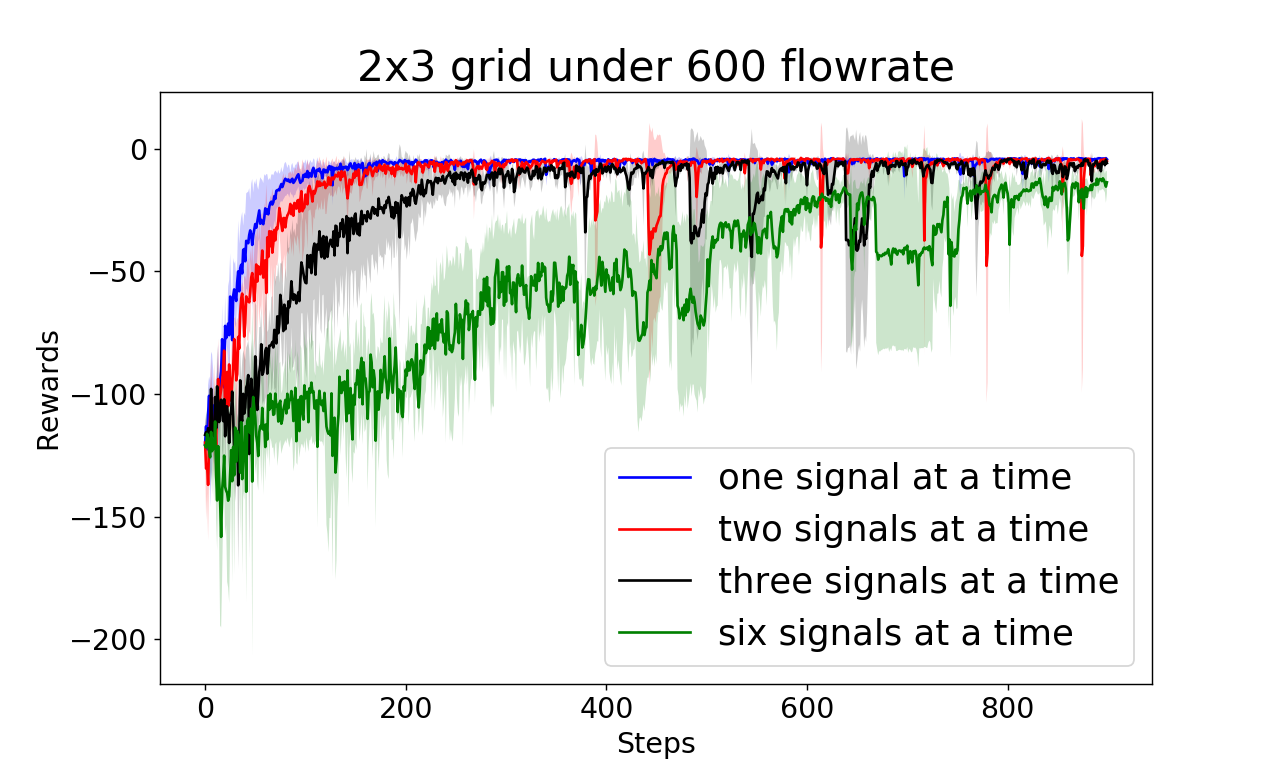 2x3 grid under 600 flowrate
0
−50
−100
−150
−200
Rewards
one signal at a time
two signals at a time
three signals at a time
six signals at a time
0 200 400 600 800
Steps